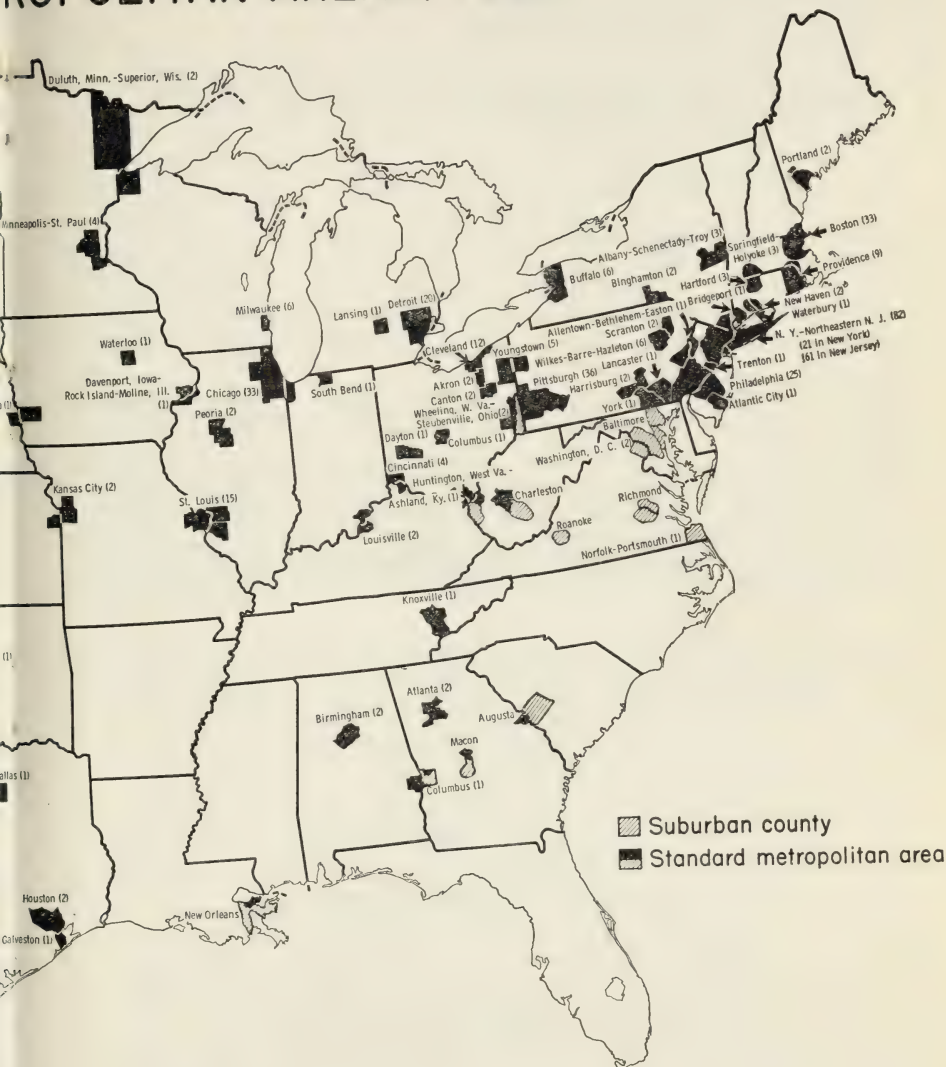 Duluth, Minn.-Superior, Wis. (2)
Minneapolis-St. Paul (4)
Portland (2)
Boston (33)
Albany-Schenectady-Troy (3)
Springfield-
Holyoke (3)
Providence (9)
Buffalo (6)
Binghamton (2)
Hartford (3)
Bridgeport (1)
New Haven (2)
Waterbury (1)
Milwaukee (6)
Lansing (1)
Detroit (20)
Allentown-Bethlehem-Easton (1)
Scranton (2)
N. Y.-Northeastern N. J. (82)
(21 in New York)
(61 in New Jersey)
Cleveland (12)
Youngstown (5)
Wilkes-Barre-Hazleton (6)
Trenton (1)
Waterloo (1)
Davenport, Iowa-
Rock Island-Moline, Ill.
(1)
Chicago (33)
South Bend (1)
Akron (2)
Canton (2)
Pittsburgh (36)
Lancaster (1)
Harrisburg (2)
Philadelphia (25)
Atlantic City (1)
Peoria (2)
Wheeling, W. Va.-
Steubenville, Ohio (2)
York (1)
Baltimore
Dayton (1)
Columbus (1)
Washington, D. C. (2)
Cincinnati (4)
Kansas City (2)
St. Louis (15)
Huntington, West Va.-
Ashland, Ky. (1)
Charleston
Richmond
Louisville (2)
Roanoke
Norfolk-Portsmouth (1)
Knoxville (1)
(1)
Atlanta (2)
Birmingham (2)
Augusta
Macon
allas (1)
Columbus (1)
Suburban county
Standard metropolitan area
Houston (2)
New Orleans
Galveston (1)